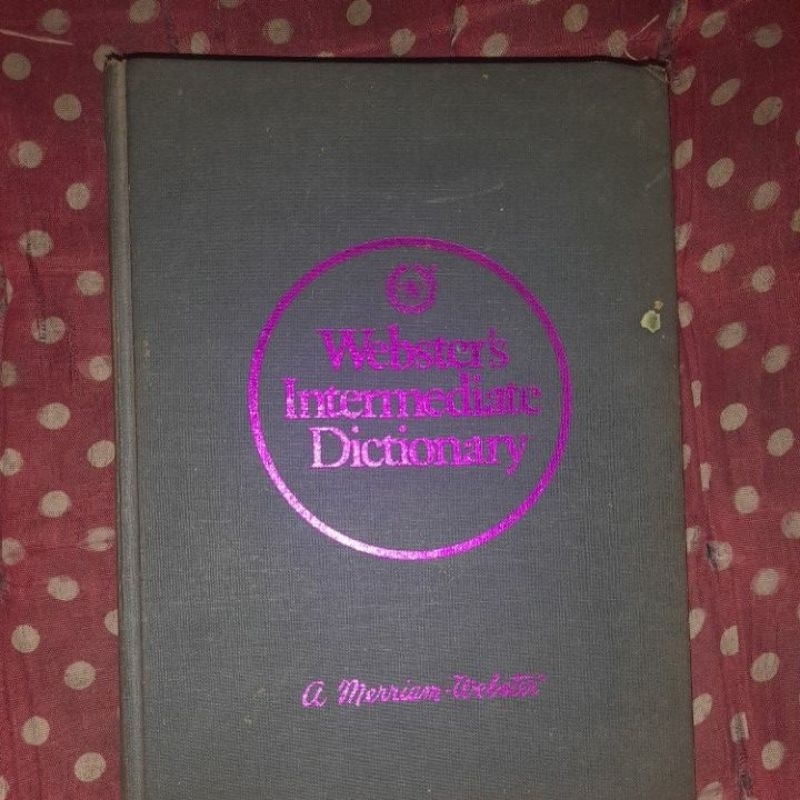 Webster's
Intermediate
Dictionary
a Merriam-Webster